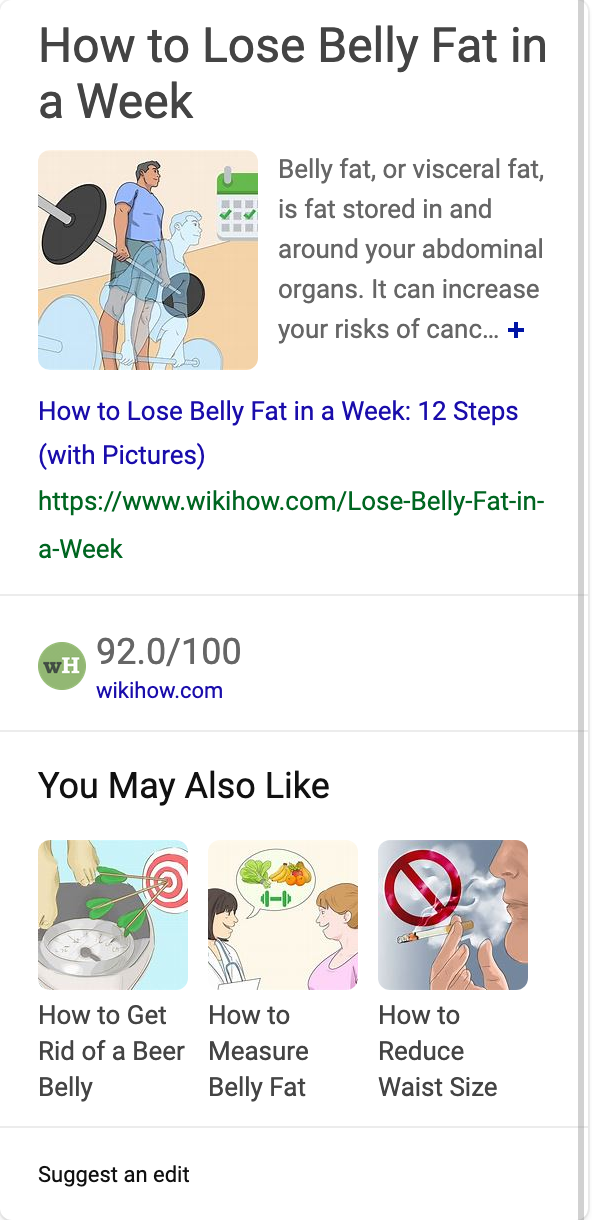 How to Lose Belly Fat in
a Week
Belly fat, or visceral fat,
is fat stored in and
around your abdominal
organs. It can increase
your risks of canc... +
How to Lose Belly Fat in a Week: 12 Steps
(with Pictures)
https://www.wikihow.com/Lose-Belly-Fat-in-
a-Week
wH
92.0/100
wikihow.com
You May Also Like
How to Get
Rid of a Beer
Belly
How to
Measure
Belly Fat
How to
Reduce
Waist Size
Suggest an edit